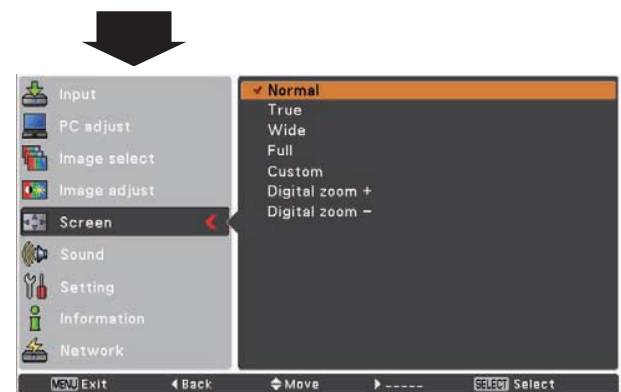 Input
PC adjust
Image select
Image adjust
Screen
Sound
Setting
Information
Network
Normal
True
Wide
Full
Custom
Digital zoom +
Digital zoom –
MENU Exit ◀Back ◆Move ▶----- SELECT Select